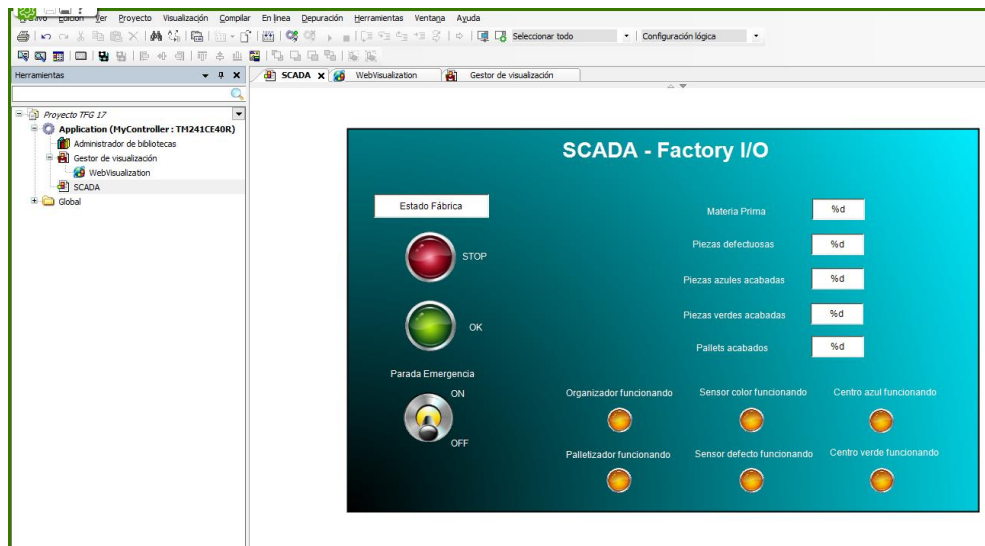 Edición Ver Proyecto Visualización Compilar En línea Depuración Herramientas Ventana Ayuda
Seleccionar todo Configuración lógica
Herramientas
SCADA X WebVisualization Gestor de visualización
Proyecto TFG 17
Application (MyController : TM241CE40R)
Administrador de bibliotecas
Gestor de visualización
WebVisualization
SCADA
Global
SCADA - Factory I/O
Estado Fábrica
STOP
OK
Parada Emergencia
ON
OFF
Materia Prima %d
Piezas defectuosas %d
Piezas azules acabadas %d
Piezas verdes acabadas %d
Pallets acabados %d
Organizador funcionando Sensor color funcionando Centro azul funcionando
Palletizador funcionando Sensor defecto funcionando Centro verde funcionando